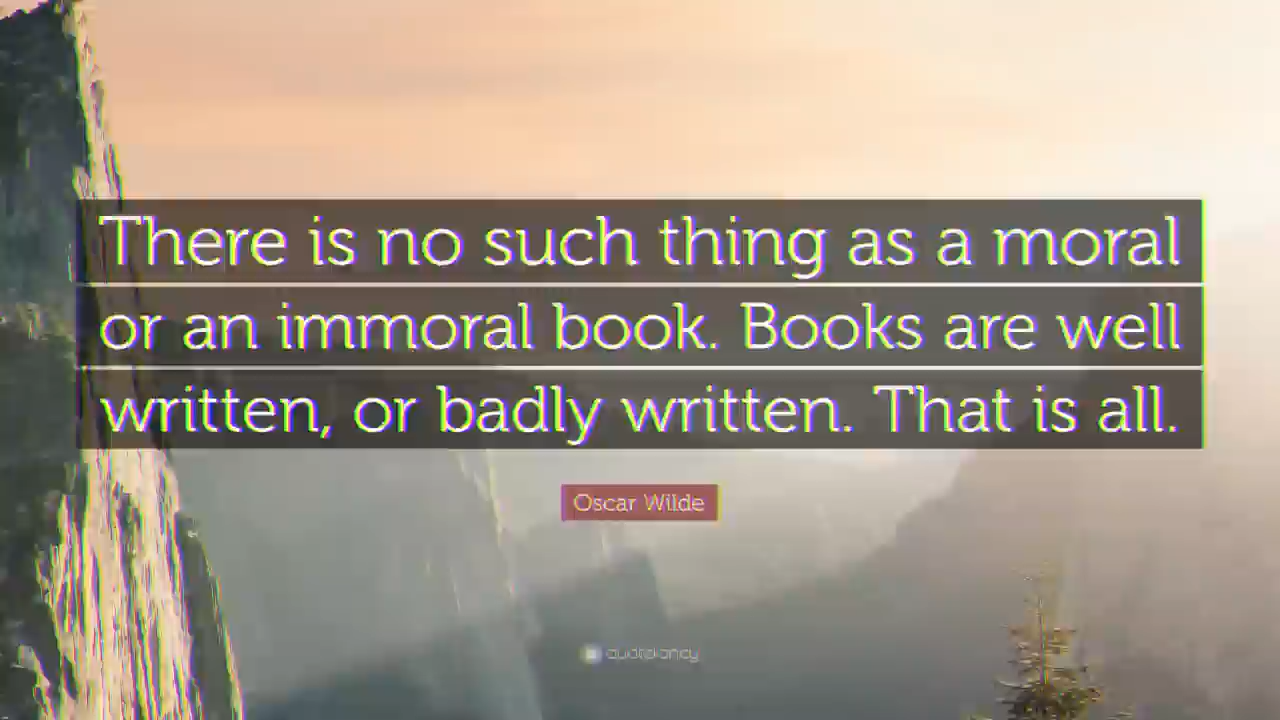 There is no such thing as a moral
or an immoral book. Books are well
written, or badly written. That is all.
Oscar Wilde
quotefancy